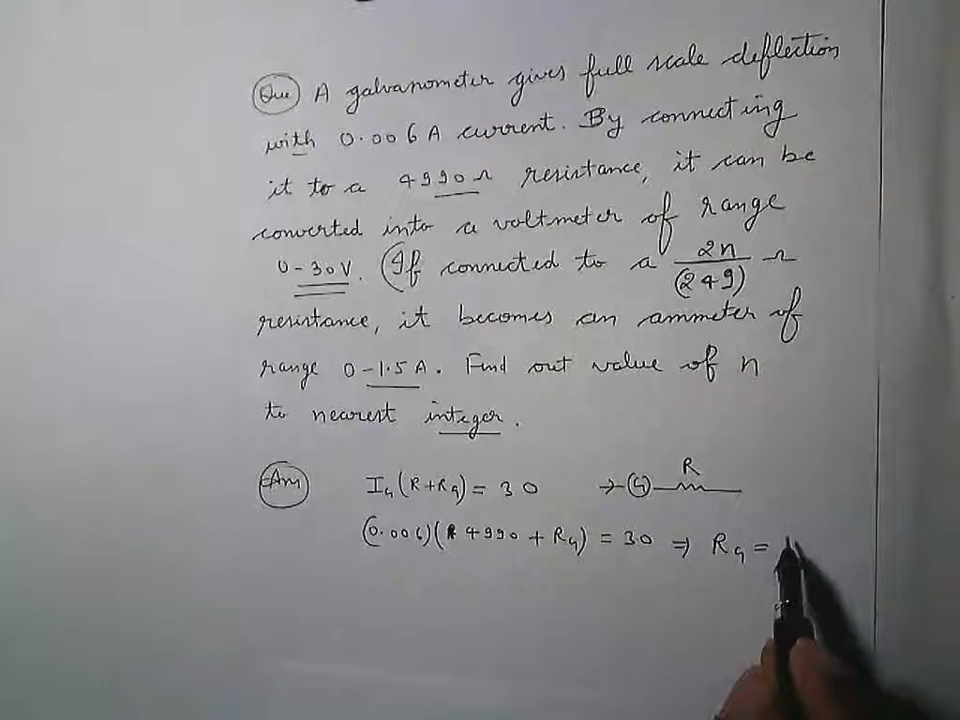 Que A galvanometer gives full scale deflection
with 0.006 A current. By connecting
it to a 4990 Ω resistance, it can be
converted into a voltmeter of range
0-30V. (If connected to a 2n/(249) Ω
resistance, it becomes an ammeter of
range 0-1.5 A. Find out value of n
to nearest integer.
Ans I_G (R+R_G) = 30 → G R
(0.006)(4990 + R_G) = 30 ⇒ R_G =